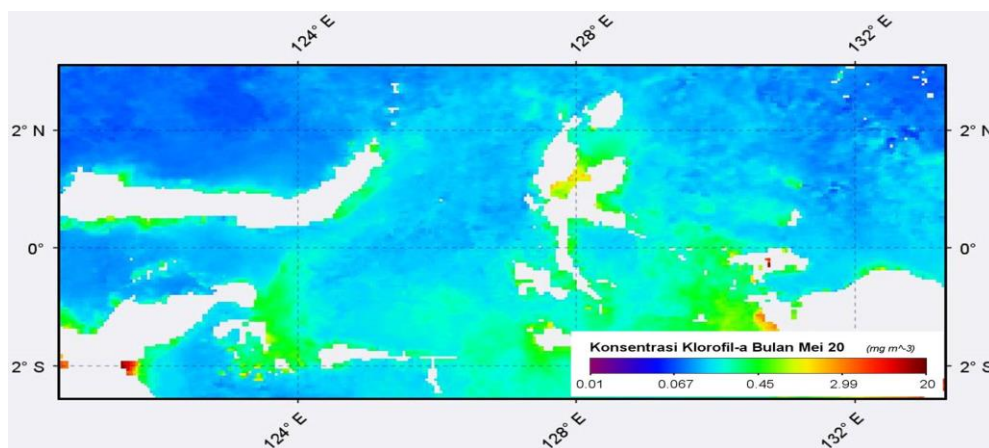 124° E 128° E 132° E
2° N 2° N
0° 0°
Konsentrasi Klorofil-a Bulan Mei 20 (mg m^-3)
2° S 2° S
0.01 0.067 0.45 2.99 20
124° E 128° E 132° E